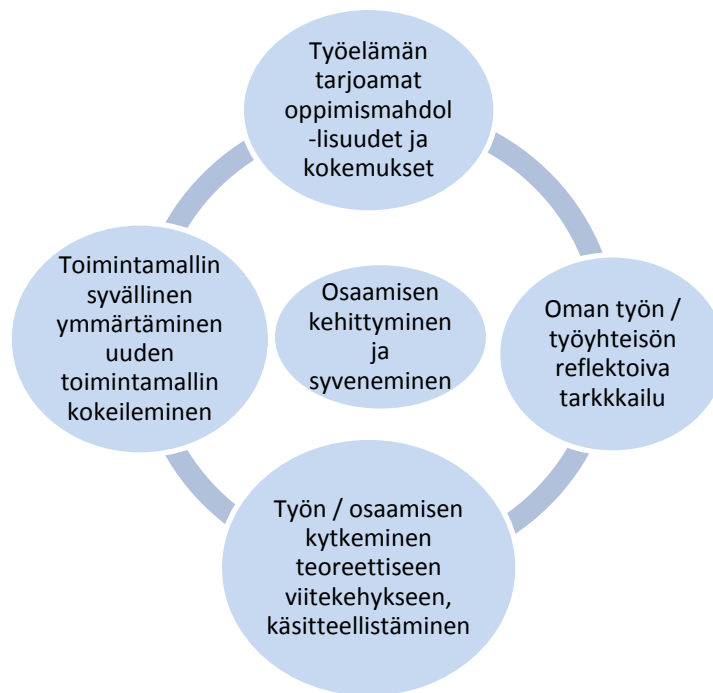 Työelämän
tarjoamat
oppimismahdol
-lisuudet ja
kokemukset
Oman työn /
työyhteisön
reflektoiva
tarkkkailu
Työn / osaamisen
kytkeminen
teoreettiseen
viitekehykseen,
käsitteellistäminen
Toimintamallin
syvällinen
ymmärtäminen
uuden
toimintamallin
kokeileminen
Osaamisen
kehittyminen
ja
syveneminen